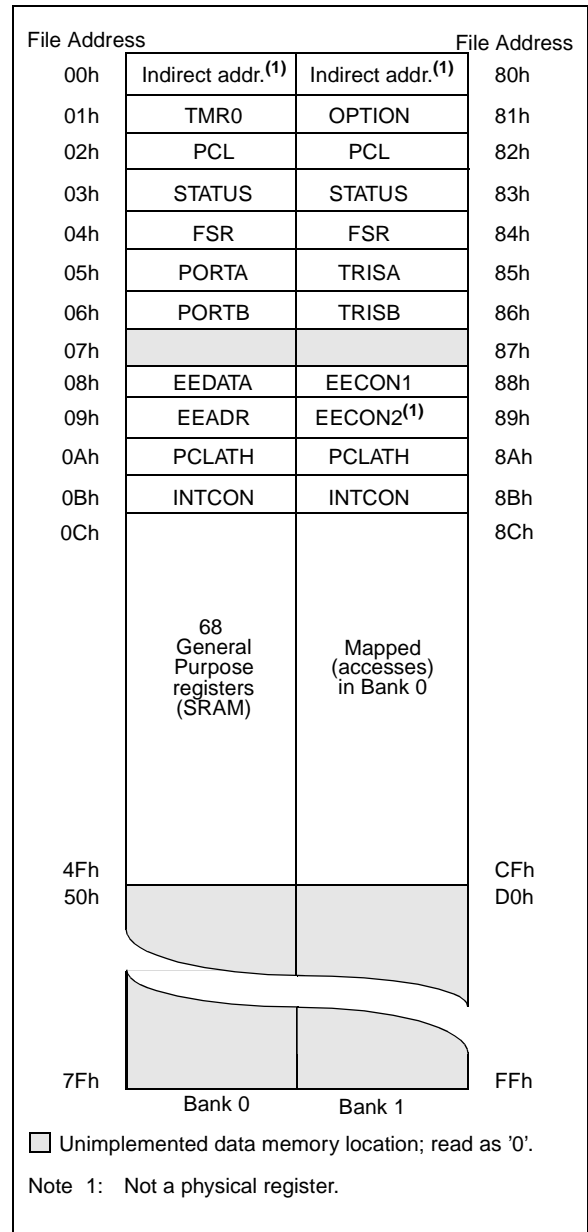 File Address File Address
00h Indirect addr.(1) Indirect addr.(1) 80h
01h TMR0 OPTION 81h
02h PCL PCL 82h
03h STATUS STATUS 83h
04h FSR FSR 84h
05h PORTA TRISA 85h
06h PORTB TRISB 86h
07h 87h
08h EEDATA EECON1 88h
09h EEADR EECON2(1) 89h
0Ah PCLATH PCLATH 8Ah
0Bh INTCON INTCON 8Bh
0Ch 8Ch
68
General
Purpose
registers
(SRAM)
Mapped
(accesses)
in Bank 0
4Fh CFh
50h D0h
7Fh FFh
Bank 0 Bank 1
Unimplemented data memory location; read as '0'.
Note 1: Not a physical register.